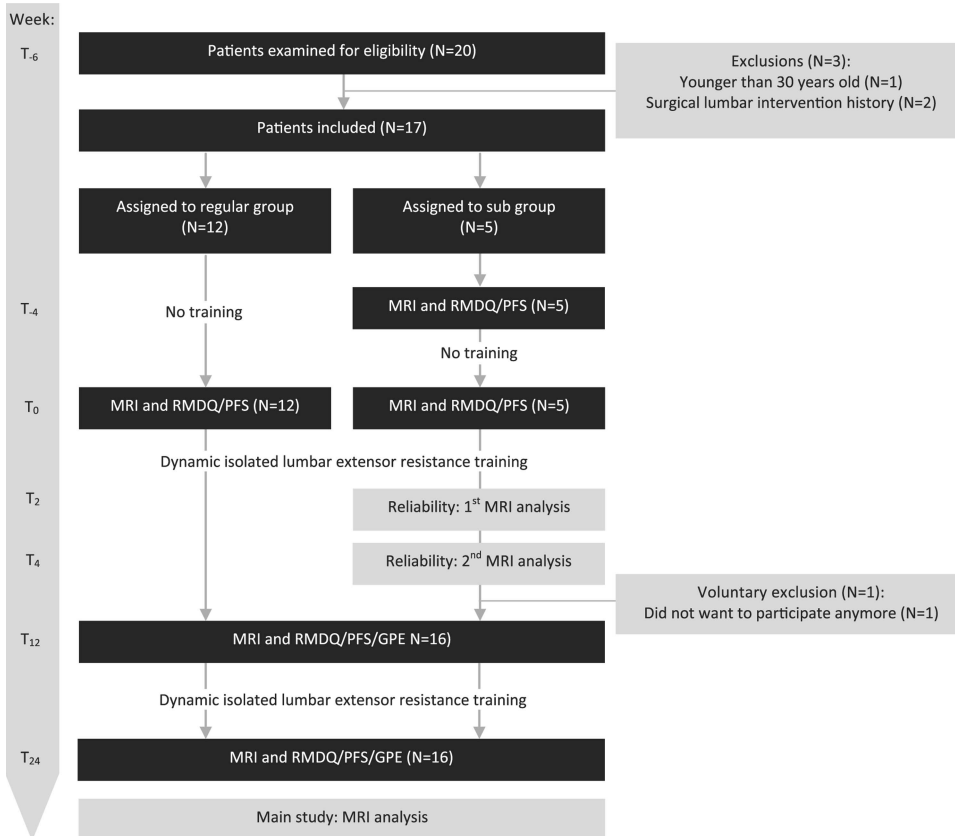 Week:
T-6
Patients examined for eligibility (N=20)
Exclusions (N=3):
Younger than 30 years old (N=1)
Surgical lumbar intervention history (N=2)
Patients included (N=17)
Assigned to regular group
(N=12)
Assigned to sub group
(N=5)
T-4
No training
MRI and RMDQ/PFS (N=5)
No training
T0
MRI and RMDQ/PFS (N=12)
MRI and RMDQ/PFS (N=5)
Dynamic isolated lumbar extensor resistance training
T2
Reliability: 1st MRI analysis
T4
Reliability: 2nd MRI analysis
Voluntary exclusion (N=1):
Did not want to participate anymore (N=1)
T12
MRI and RMDQ/PFS/GPE N=16)
Dynamic isolated lumbar extensor resistance training
T24
MRI and RMDQ/PFS/GPE (N=16)
Main study: MRI analysis